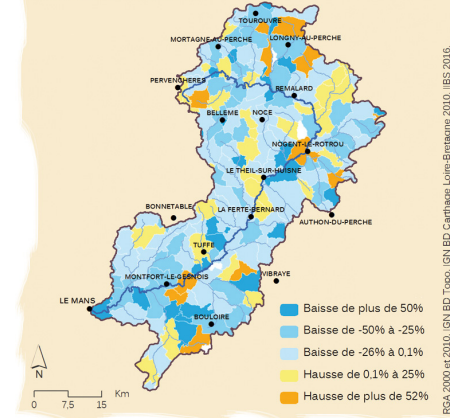 TOUROUVRE
MORTAGNE-AU-PERCHE
LONGNY-AU-PERCHE
PERVENCHERES
REMALARD
BELLEME
NOCE
NOGENT-LE-ROTROU
LE THEIL-SUR-HUISNE
BONNETABLE
LA FERTE-BERNARD
AUTHON-DU-PERCHE
TUFFE
MONTFORT-LE-GESNOIS
VIBRAYE
LE MANS
BOULOIRE
Baisse de plus de 50%
Baisse de -50% à -25%
Baisse de -26% à 0,1%
Hausse de 0,1% à 25%
Hausse de plus de 52%
N
Km
0 7,5 15
RGA 2000 et 2010. IGN BD Topo. IGN BD Carthage Loire-Bretagne 2010. IIBS 2016.